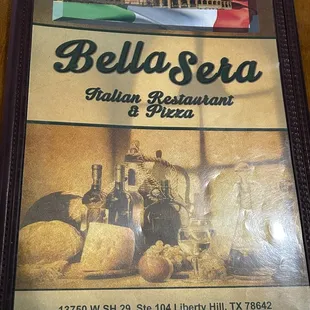 Bella Sera
Italian Restaurant
& Pizza
13750 W SH 29, Ste 104 Liberty Hill, TX 78642